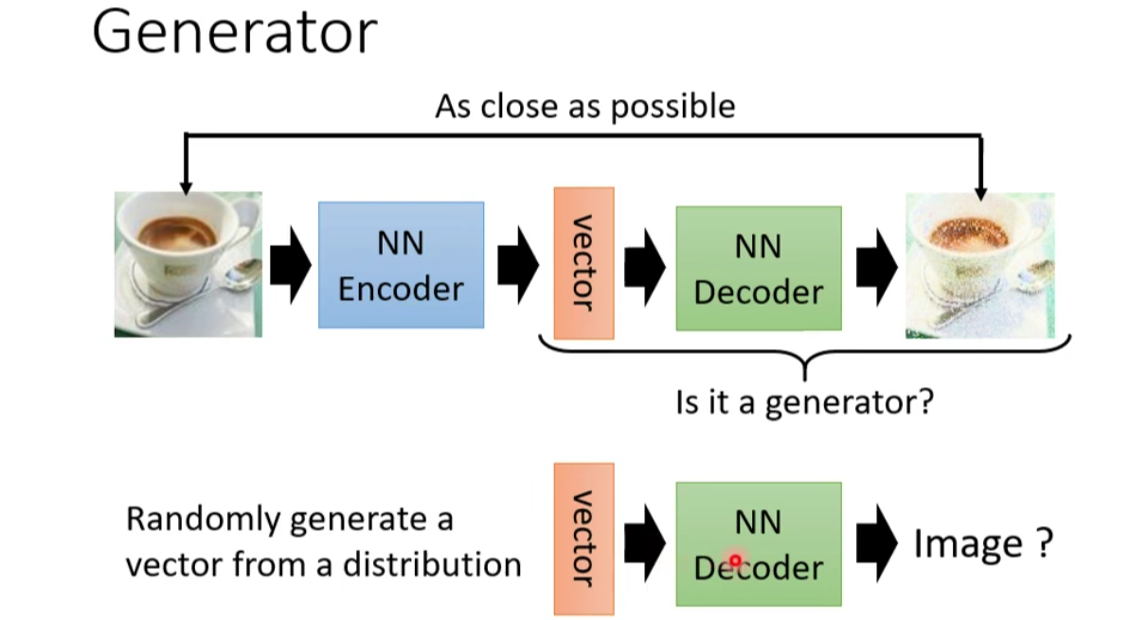 Generator
As close as possible
NN
Encoder
vector
NN
Decoder
Is it a generator?
Randomly generate a
vector from a distribution
vector
NN
Decoder
Image ?